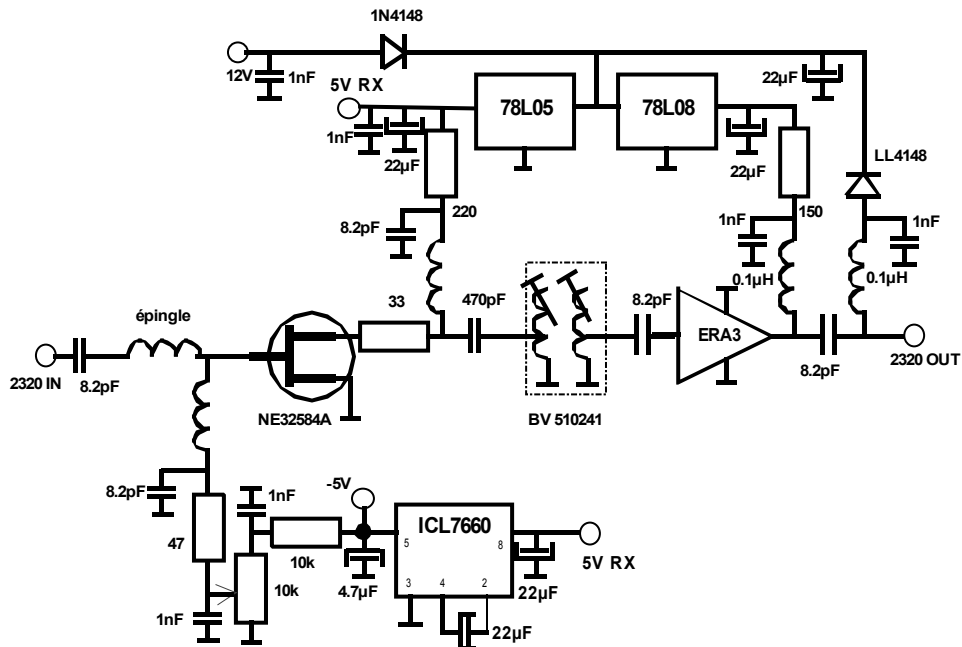 1N4148
12V
1nF
22µF
5V RX
78L05
78L08
1nF
22µF
22µF
LL4148
220
150
8.2pF
1nF
1nF
0.1µH
0.1µH
33
470pF
8.2pF
épingle
ERA3
2320 IN
8.2pF
8.2pF
2320 OUT
NE32584A
BV 510241
8.2pF
1nF
-5V
ICL7660
47
5
8
10k
5V RX
10k
4.7µF
3
4
2
22µF
1nF
22µF